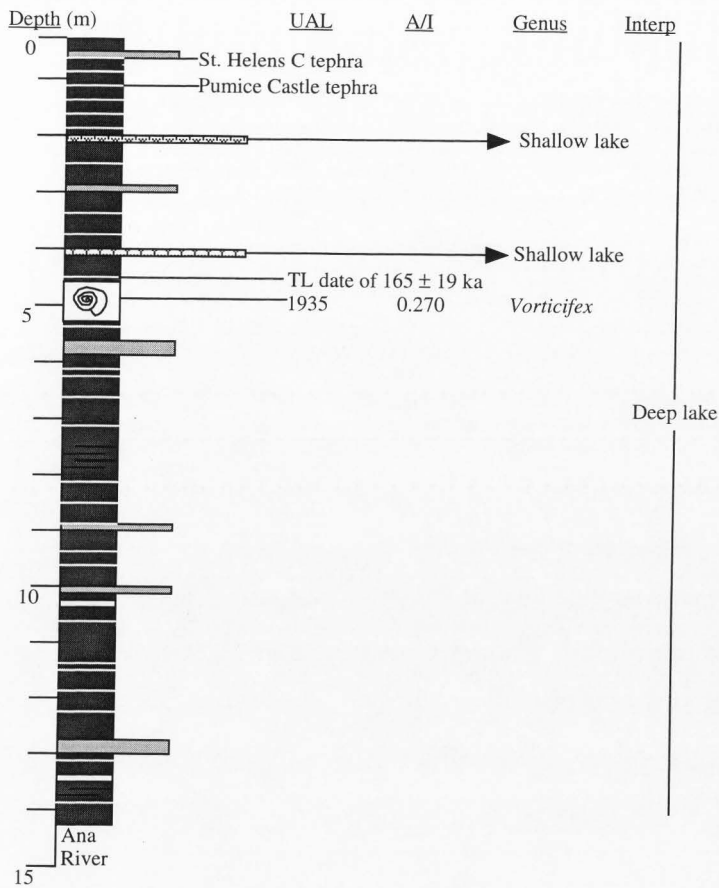 Depth (m) UAL A/I Genus Interp
0
St. Helens C tephra
Pumice Castle tephra
Shallow lake
Shallow lake
TL date of 165 ± 19 ka
5
1935 0.270 Vorticifex
Deep lake
10
Ana
River
15